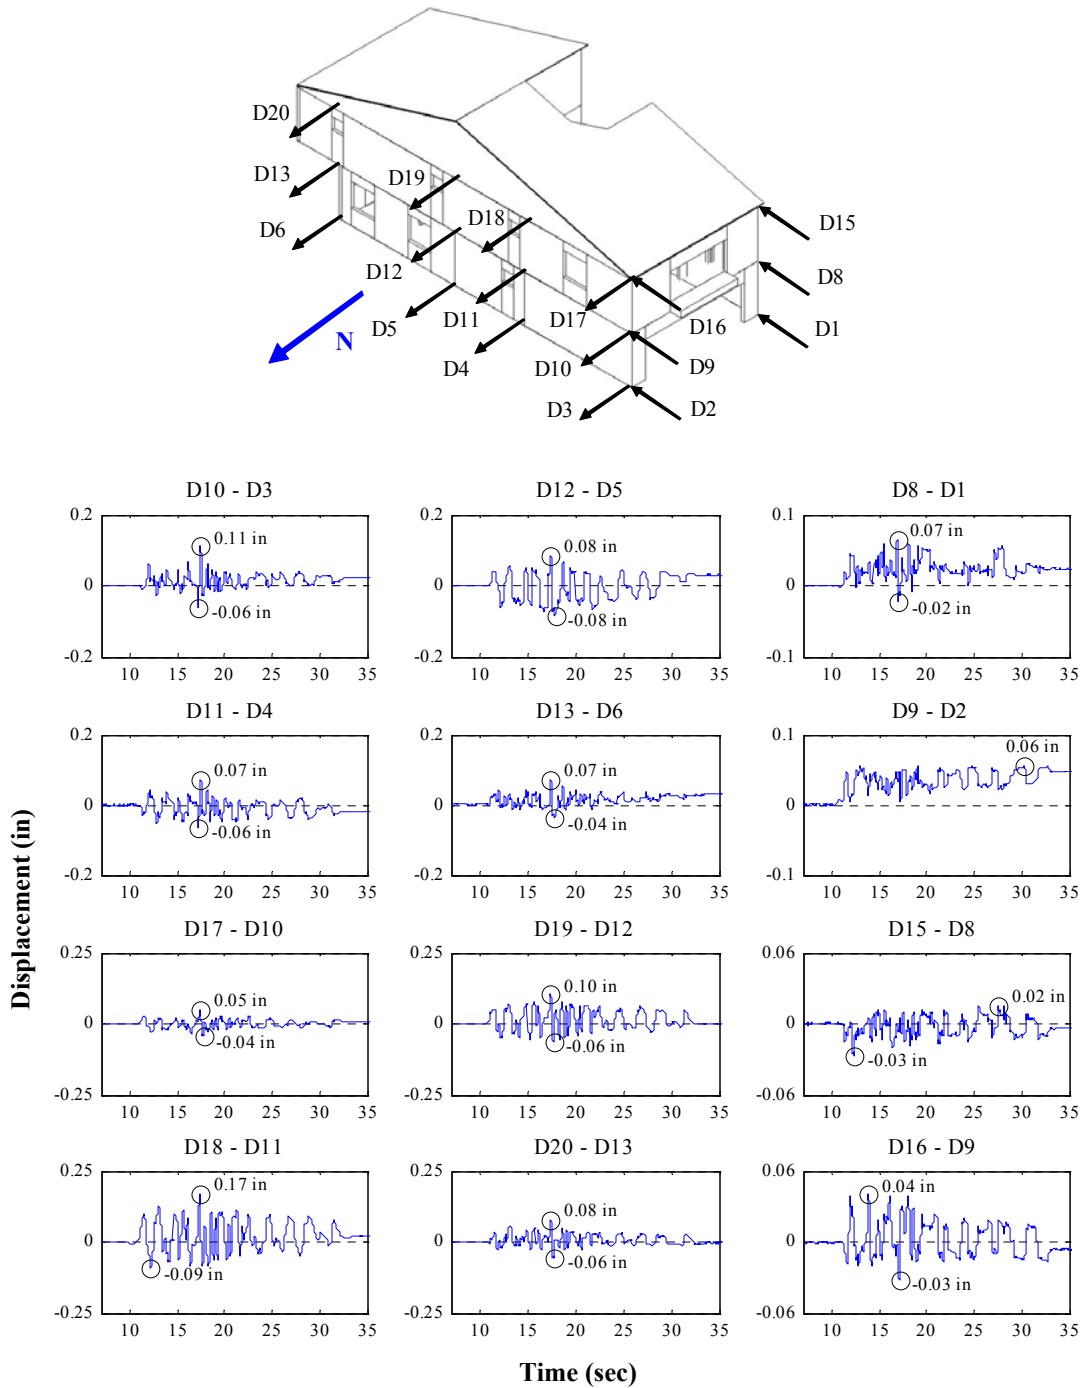 D20
D13
D6
D19
D18
D15
D8
D1
D12
D5
D11
D4
D17
D16
D10
D9
D3
D2
N
D10 - D3
D12 - D5
D8 - D1
0.2
0
-0.2
0.11 in
-0.06 in
10 15 20 25 30 35
0.2
0
-0.2
0.08 in
-0.08 in
10 15 20 25 30 35
0.1
0
-0.1
0.07 in
-0.02 in
10 15 20 25 30 35
D11 - D4
D13 - D6
D9 - D2
0.2
0
-0.2
0.07 in
-0.06 in
10 15 20 25 30 35
0.2
0
-0.2
0.07 in
-0.04 in
10 15 20 25 30 35
0.1
0
-0.1
0.06 in
10 15 20 25 30 35
D17 - D10
D19 - D12
D15 - D8
0.25
0
-0.25
0.05 in
-0.04 in
10 15 20 25 30 35
0.25
0
-0.25
0.10 in
-0.06 in
10 15 20 25 30 35
0.06
0
-0.06
0.02 in
-0.03 in
10 15 20 25 30 35
D18 - D11
D20 - D13
D16 - D9
0.25
0
-0.25
0.17 in
-0.09 in
10 15 20 25 30 35
0.25
0
-0.25
0.08 in
-0.06 in
10 15 20 25 30 35
0.06
0
-0.06
0.04 in
-0.03 in
10 15 20 25 30 35
Displacement (in)
Time (sec)